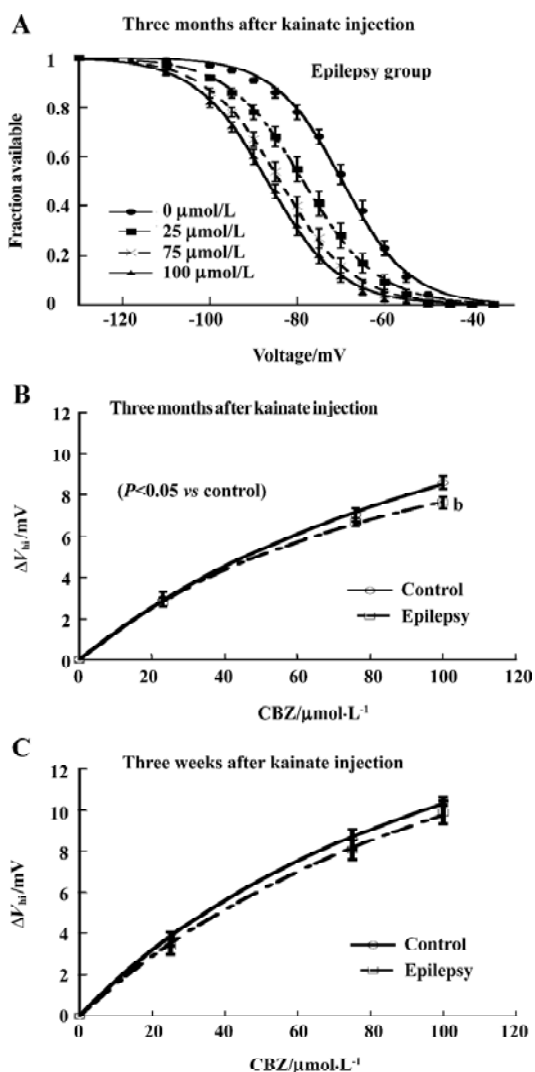 A
Three months after kainate injection
Epilepsy group
Fraction available
1
0.8
0.6
0.4
0.2
0
0 μmol/L
25 μmol/L
75 μmol/L
100 μmol/L
-120
-100
-80
-60
-40
Voltage/mV
B
Three months after kainate injection
(P<0.05 vs control)
ΔVhi/mV
12
10
8
6
4
2
0
b
Control
Epilepsy
0
20
40
60
80
100
120
CBZ/μmol·L-1
C
Three weeks after kainate injection
ΔVhi/mV
12
10
8
6
4
2
0
Control
Epilepsy
0
20
40
60
80
100
120
CBZ/μmol·L-1